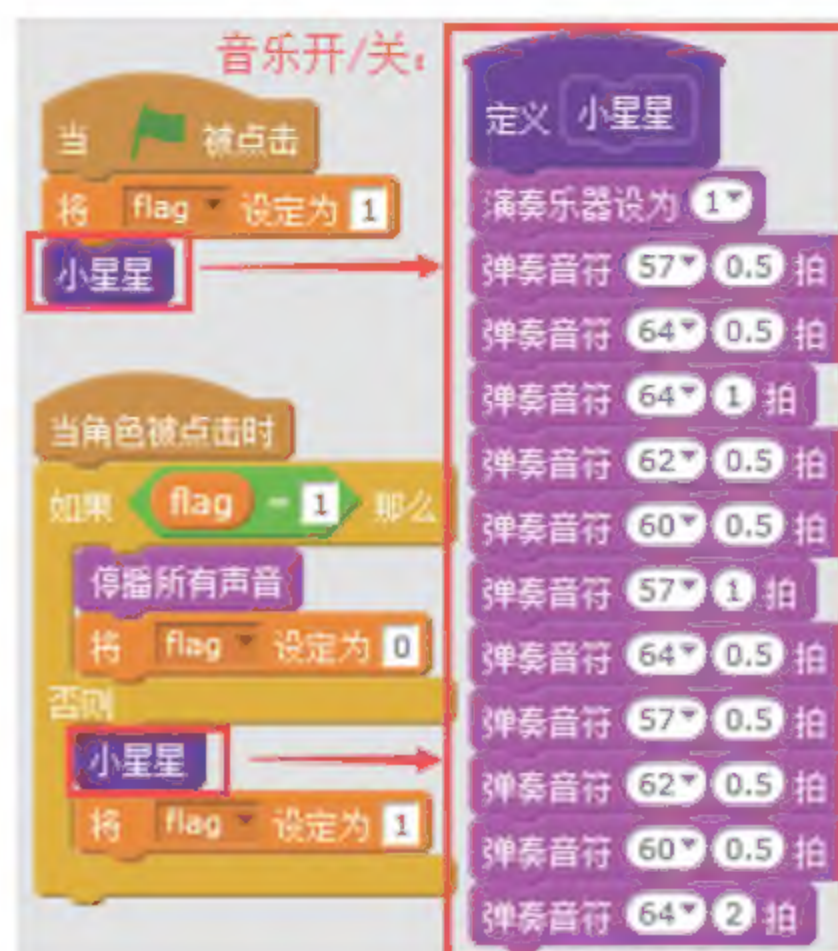 音乐开/关:
当 被点击
将 flag 设定为 1
小星星
当角色被点击时
如果 flag = 1 那么
停播所有声音
将 flag 设定为 0
否则
小星星
将 flag 设定为 1
定义 小星星
演奏乐器设为 1
弹奏音符 57 0.5 拍
弹奏音符 64 0.5 拍
弹奏音符 64 1 拍
弹奏音符 62 0.5 拍
弹奏音符 60 0.5 拍
弹奏音符 57 1 拍
弹奏音符 64 0.5 拍
弹奏音符 57 0.5 拍
弹奏音符 62 0.5 拍
弹奏音符 60 0.5 拍
弹奏音符 64 2 拍